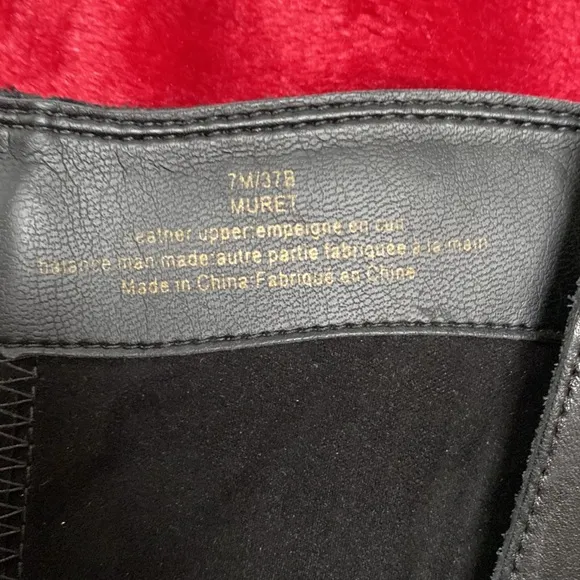 7M/37B
MURET
leather upper empeigne en cuir
balance man made autre partie fabriquée à la main
Made in China Fabriqué en Chine